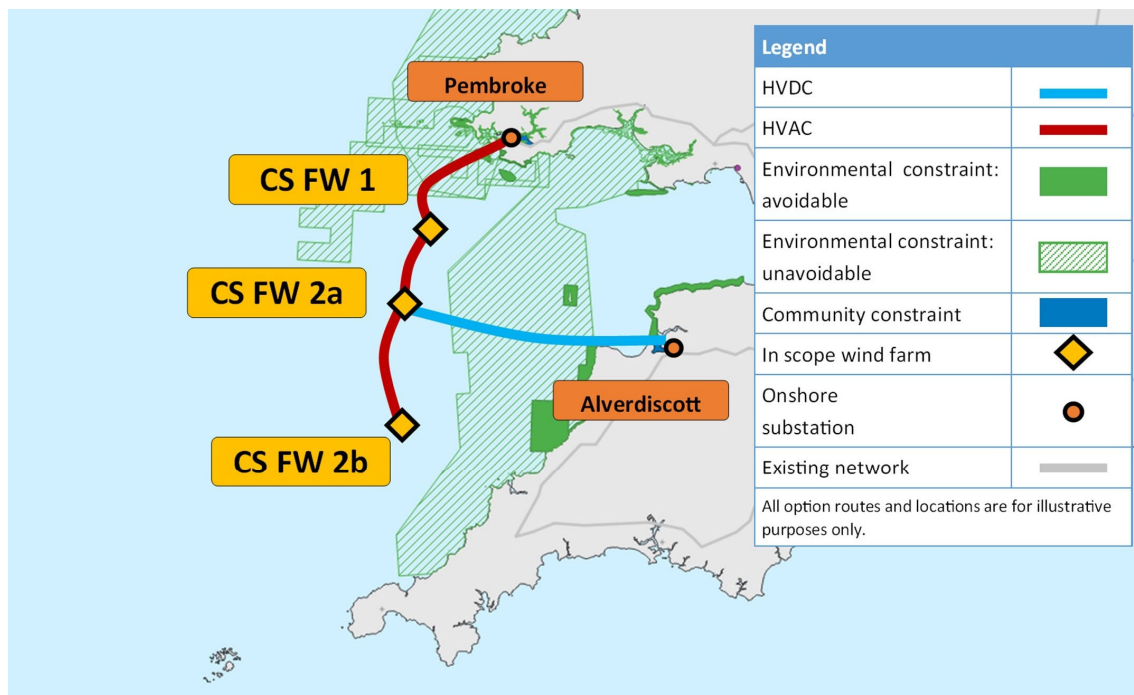 Pembroke
CS FW 1
CS FW 2a
Alverdiscott
CS FW 2b
Legend
HVDC
HVAC
Environmental constraint:
avoidable
Environmental constraint:
unavoidable
Community constraint
In scope wind farm
Onshore
substation
Existing network
All option routes and locations are for illustrative
purposes only.